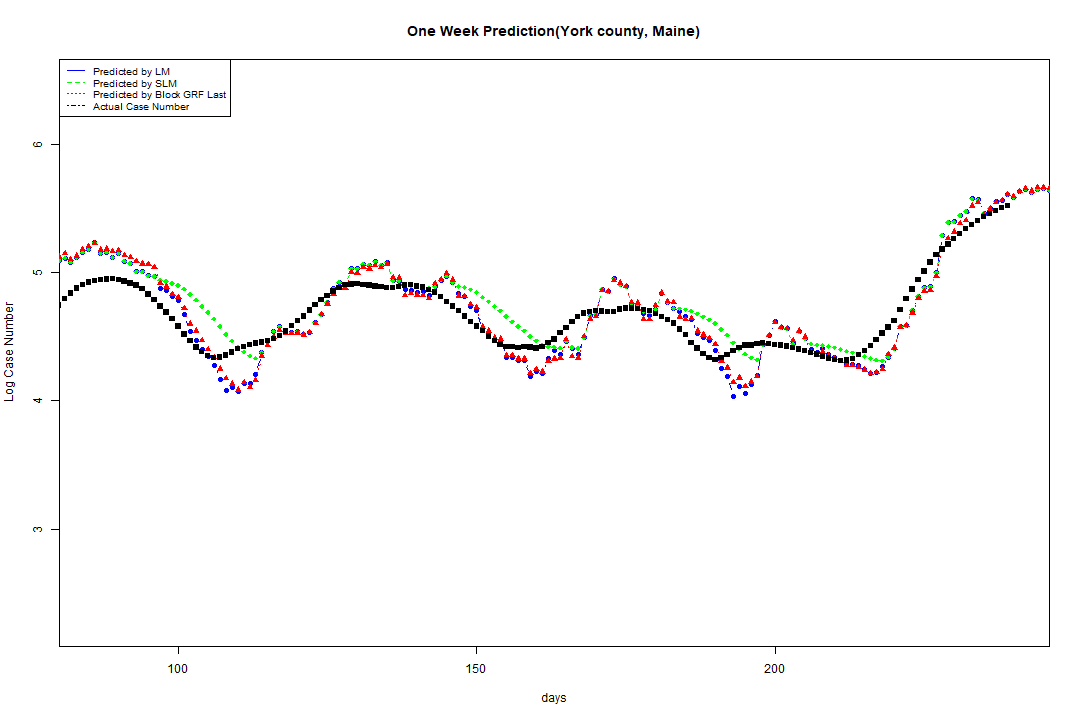 One Week Prediction(York county, Maine)
Predicted by LM
Predicted by SLM
Predicted by Block GRF Last
Actual Case Number
6
5
4
3
Log Case Number
100
150
200
days